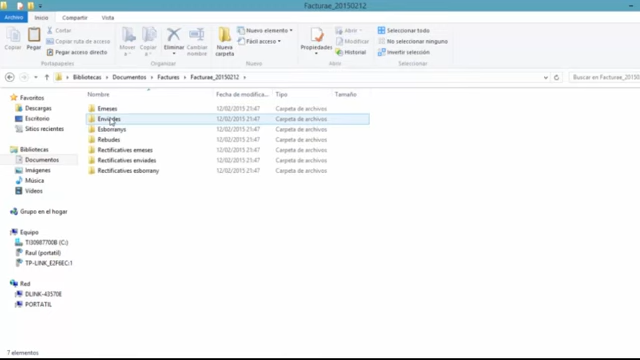 Facturae_20150212
Archivo Inicio Compartir Vista
Copiar
Pegar
Cortar
Copiar ruta de acceso
Pegar acceso directo
Mover a
Copiar a
Eliminar
Cambiar nombre
Nueva carpeta
Nuevo elemento
Fácil acceso
Propiedades
Abrir
Modificar
Historial
Seleccionar todo
No seleccionar ninguno
Invertir selección
Portapapeles Organizar Nuevo Abrir Seleccionar
Bibliotecas Documentos Factures Facturae_20150212
Buscar en Facturae_2015
Nombre Fecha de modifica... Tipo Tamaño
Favoritos
Descargas
Escritorio
Sitios recientes
Bibliotecas
Documentos
Imágenes
Música
Vídeos
Grupo en el hogar
Equipo
TI30987700B (C:)
Raul (portatil)
TP-LINK_E2F6EC:1
Red
DLINK-43570E
PORTATIL
Emeses 12/02/2015 21:47 Carpeta de archivos
Enviades 12/02/2015 21:47 Carpeta de archivos
Esborranys 12/02/2015 21:47 Carpeta de archivos
Rebudes 12/02/2015 21:47 Carpeta de archivos
Rectificatives emeses 12/02/2015 21:47 Carpeta de archivos
Rectificatives enviades 12/02/2015 21:47 Carpeta de archivos
Rectificatives esborrany 12/02/2015 21:47 Carpeta de archivos
7 elementos